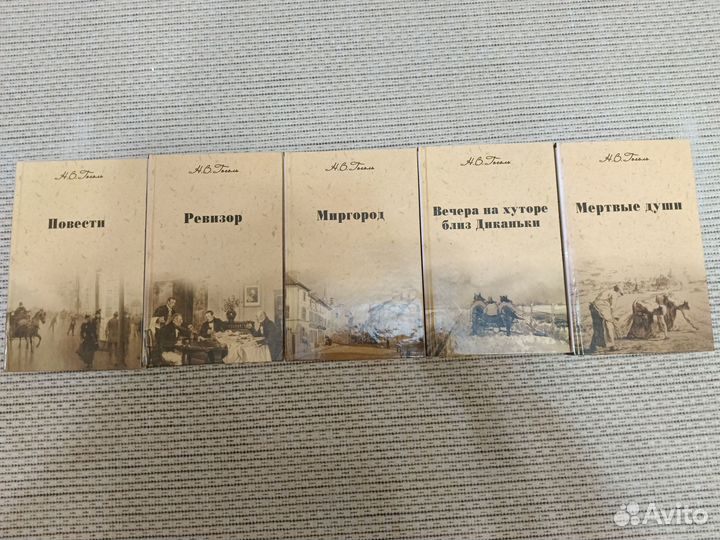 Н.В.Гоголь
Повести
Н.В.Гоголь
Ревизор
Н.В.Гоголь
Миргород
Н.В.Гоголь
Вечера на хуторе
близ Диканьки
Н.В.Гоголь
Мертвые души
Avito